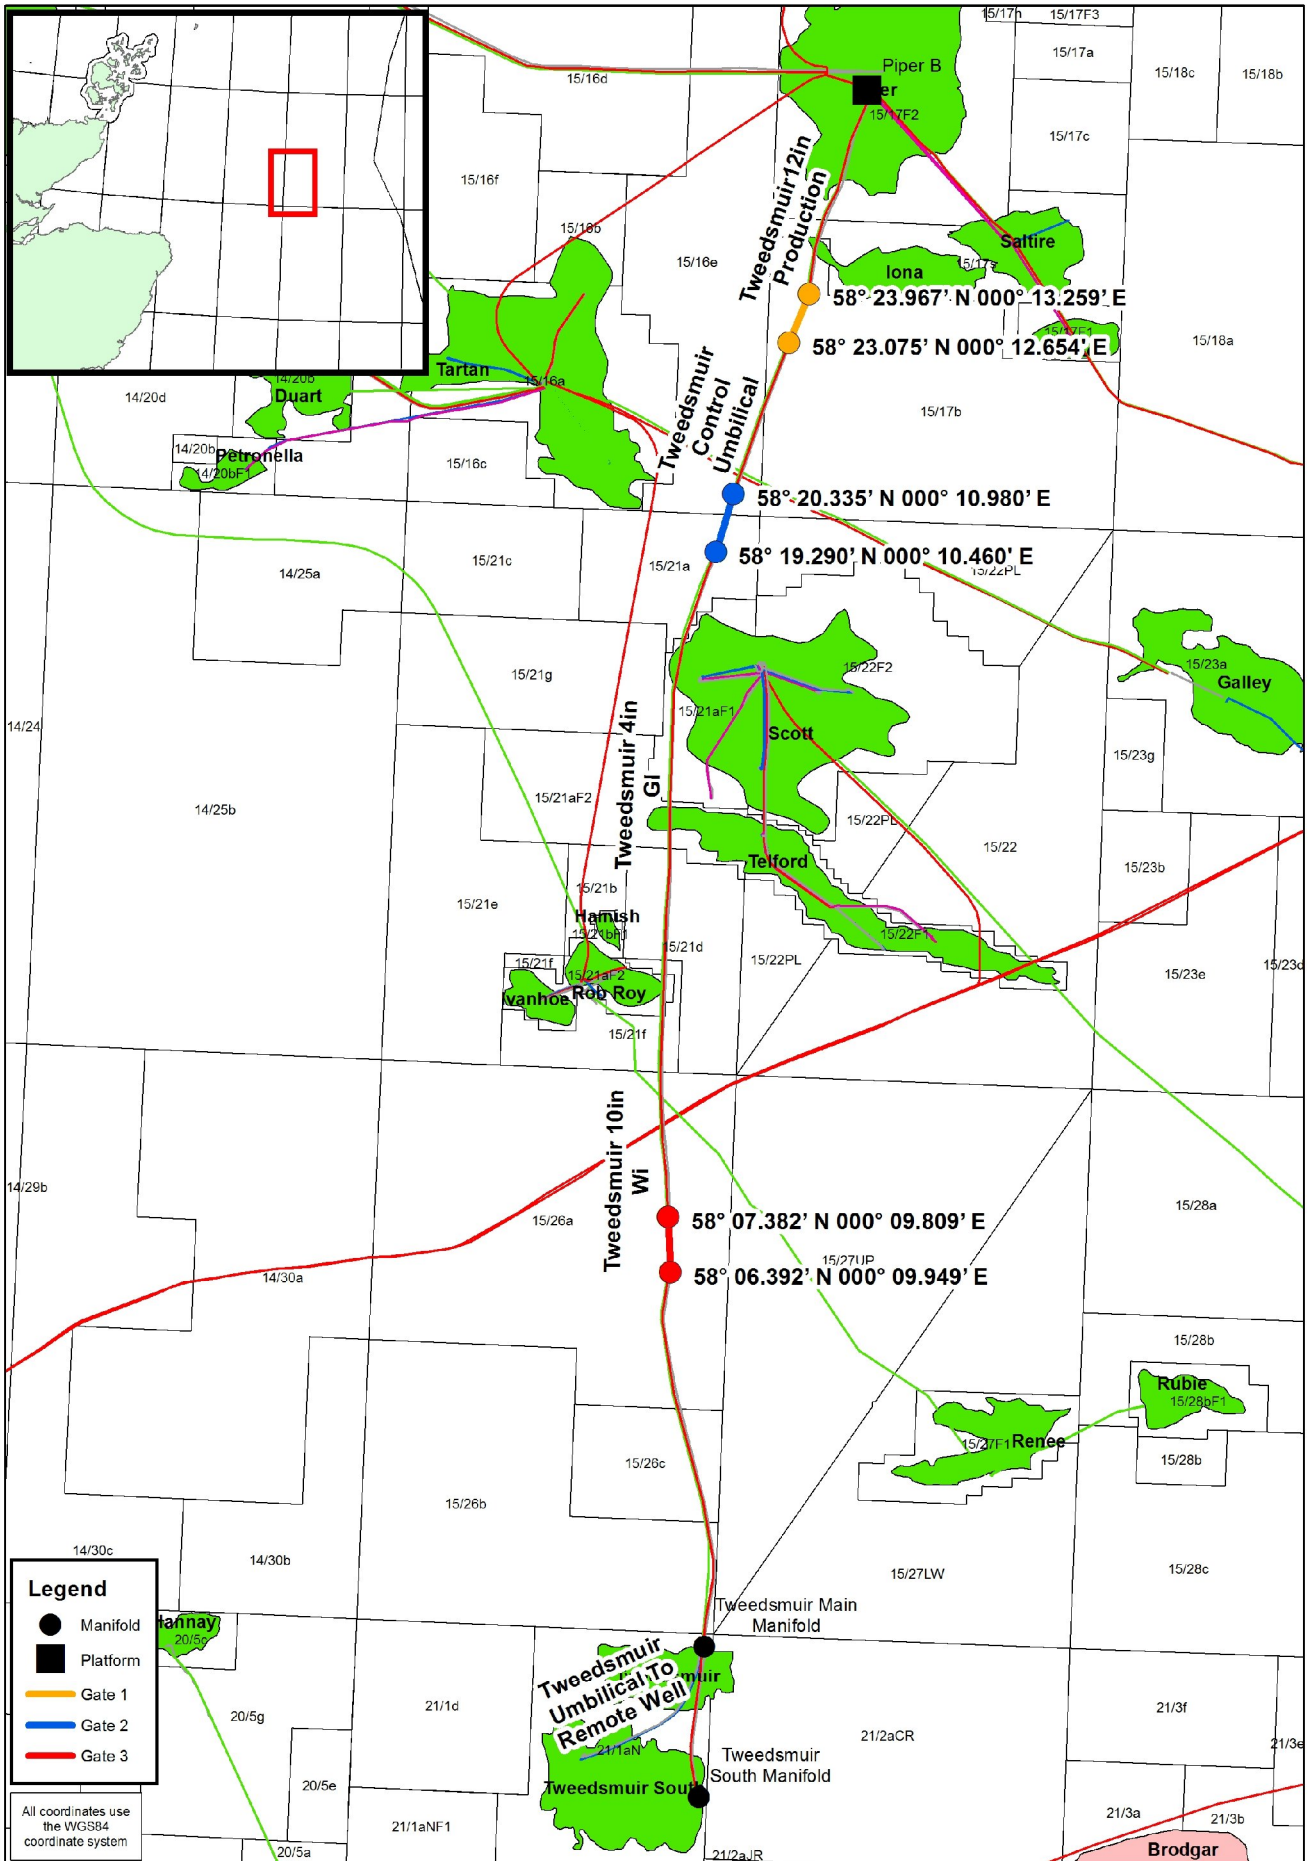 15/17h
15/17F3
15/17a
15/18c
15/18b
15/16d
Piper B
15/17F2
15/17c
15/16f
Tweedsmuir12in
Production
15/16b
15/16e
Saltire
Iona
58° 23.967' N 000° 13.259' E
15/17F1
58° 23.075' N 000° 12.654' E
15/18a
Tartan
15/16a
14/20b
Duart
14/20d
15/17b
Tweedsmuir
Control
Umbilical
14/20b
Petronella
14/20bF1
15/16c
58° 20.335' N 000° 10.980' E
58° 19.290' N 000° 10.460' E
14/25a
15/21c
15/21a
15/22PL
15/21g
15/22F2
15/23a
Galley
14/24
15/21aF1
Scott
15/23g
Tweedsmuir 4in
GI
14/25b
15/21aF2
15/22PL
15/22
Telford
15/23b
15/21e
15/21b
Hamish
15/21bF1
15/21d
15/22F1
15/21f
15/21aF2
Ivanhoe
Rob Roy
15/22PL
15/23e
15/23d
15/21f
Tweedsmuir 10in
Wi
14/29b
15/26a
15/28a
58° 07.382' N 000° 09.809' E
15/27UP
14/30a
58° 06.392' N 000° 09.949' E
15/28b
Rubie
15/28bF1
15/27F1
Renee
15/26c
15/28b
15/26b
14/30c
14/30b
15/27LW
15/28c
Legend
Manifold
Platform
Gate 1
Gate 2
Gate 3
All coordinates use
the WGS84
coordinate system
Hannay
20/5c
Tweedsmuir Main
Manifold
Tweedsmuir
Umbilical To
Remote Well
20/5g
21/1d
21/2aCR
21/3f
21/3e
21/1aN
Tweedsmuir
South Manifold
Tweedsmuir South
20/5e
21/1aNF1
21/3a
21/3b
20/5a
21/2aJR
Brodgar